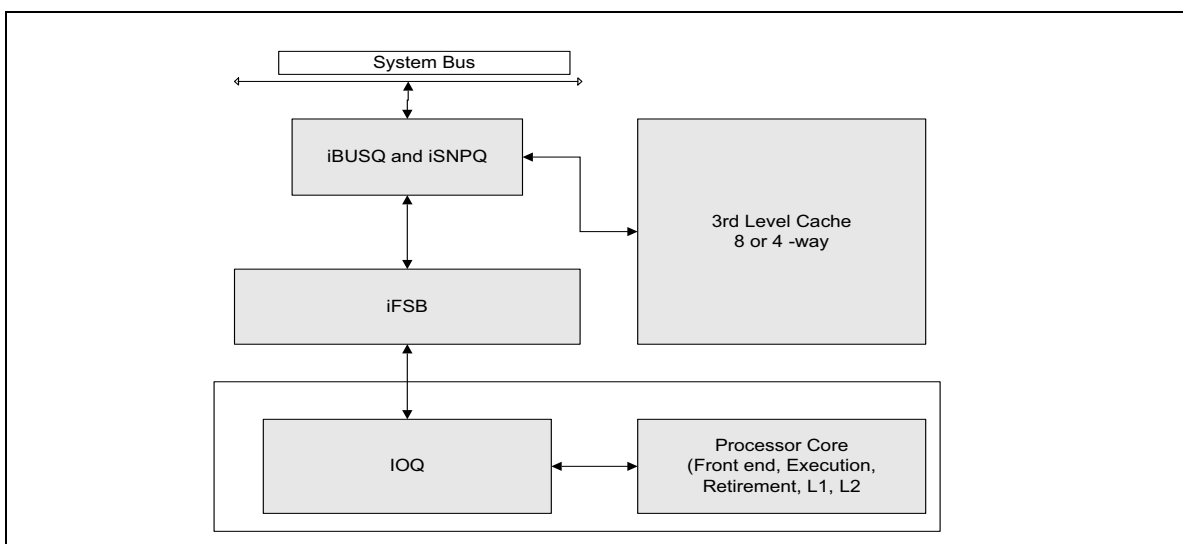 System Bus
iBUSQ and iSNPQ
3rd Level Cache
8 or 4 -way
iFSB
IOQ
Processor Core
(Front end, Execution,
Retirement, L1, L2